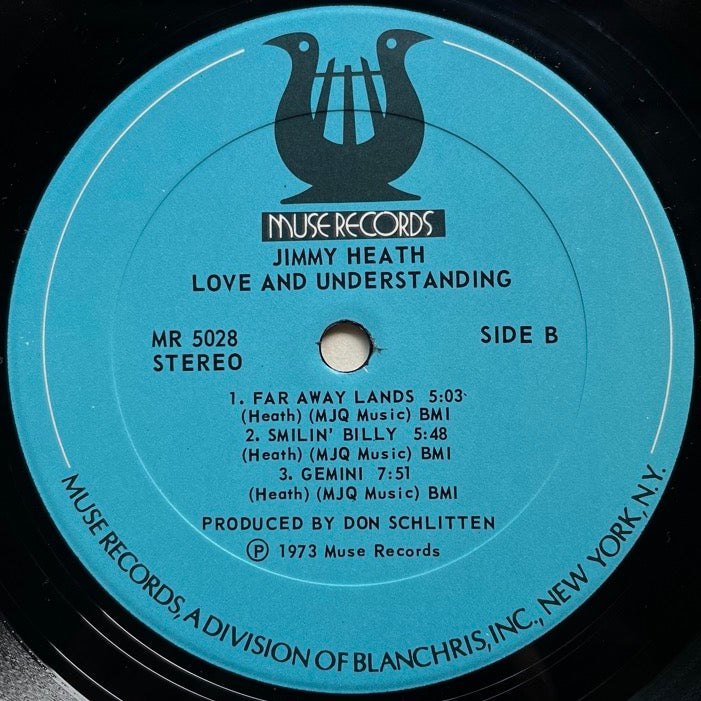 MUSE RECORDS
JIMMY HEATH
LOVE AND UNDERSTANDING
MR 5028
STEREO
SIDE B
1. FAR AWAY LANDS 5:03
(Heath) (MJQ Music) BMI
2. SMILIN' BILLY 5:48
(Heath) (MJQ Music) BMI
3. GEMINI 7:51
(Heath) (MJQ Music) BMI
PRODUCED BY DON SCHLITTEN
Ⓟ 1973 Muse Records
MUSE RECORDS, A DIVISION OF BLANCHRIS, INC., NEW YORK, N.Y.